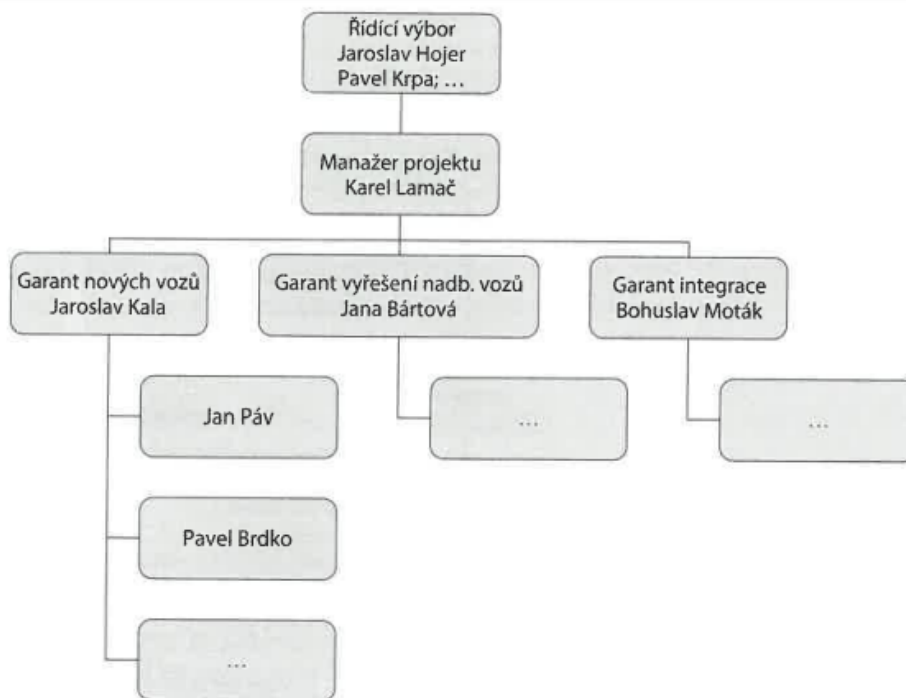 Řídící výbor
Jaroslav Hojer
Pavel Krpa; …
Manažer projektu
Karel Lamač
Garant nových vozů
Jaroslav Kala
Garant vyřešení nadb. vozů
Jana Bártová
Garant integrace
Bohuslav Moták
Jan Páv
…
…
Pavel Brdko
…